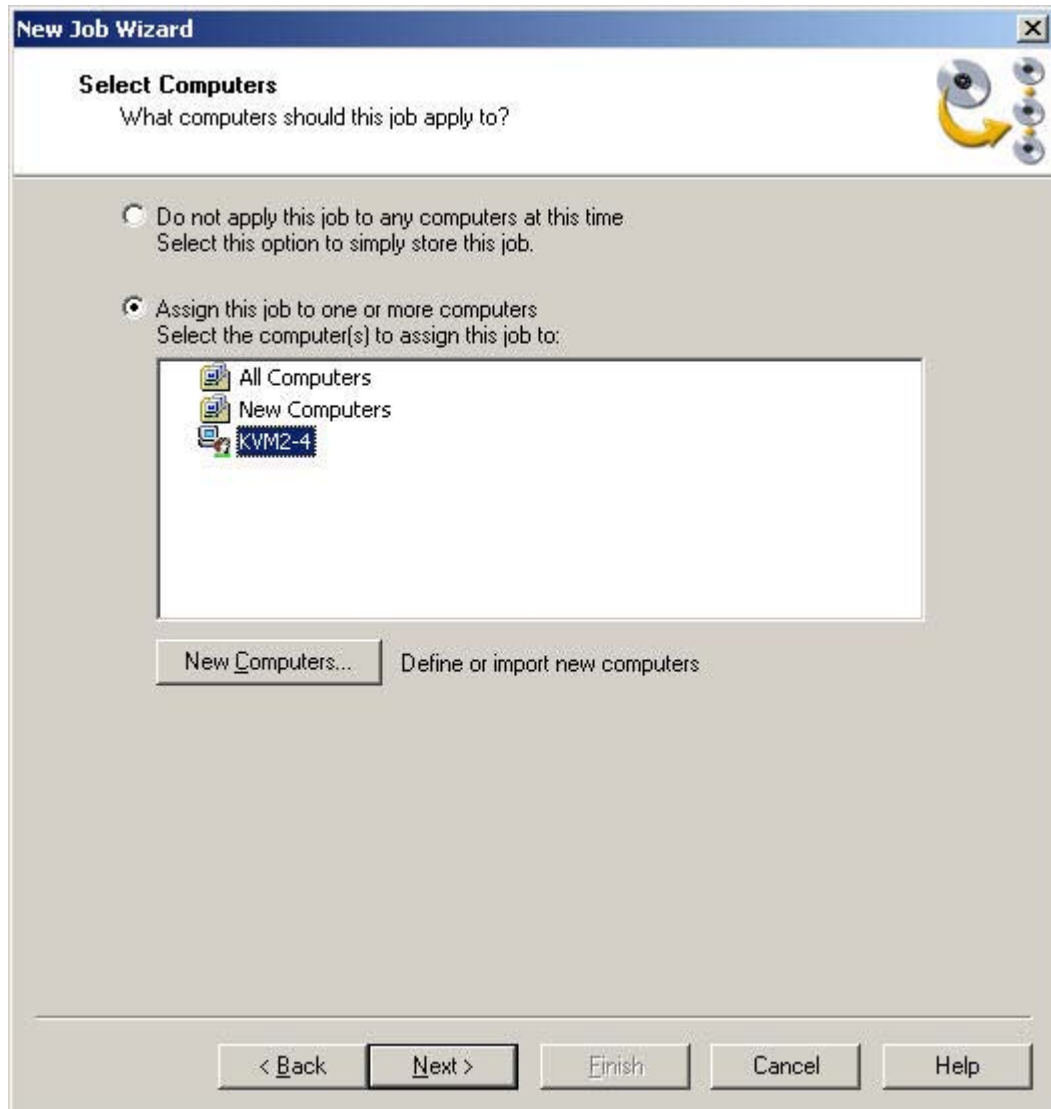 New Job Wizard
Select Computers
What computers should this job apply to?
Do not apply this job to any computers at this time
Select this option to simply store this job.
Assign this job to one or more computers
Select the computer(s) to assign this job to:
All Computers
New Computers
KVM2-4
New Computers... Define or import new computers
< Back Next > Finish Cancel Help